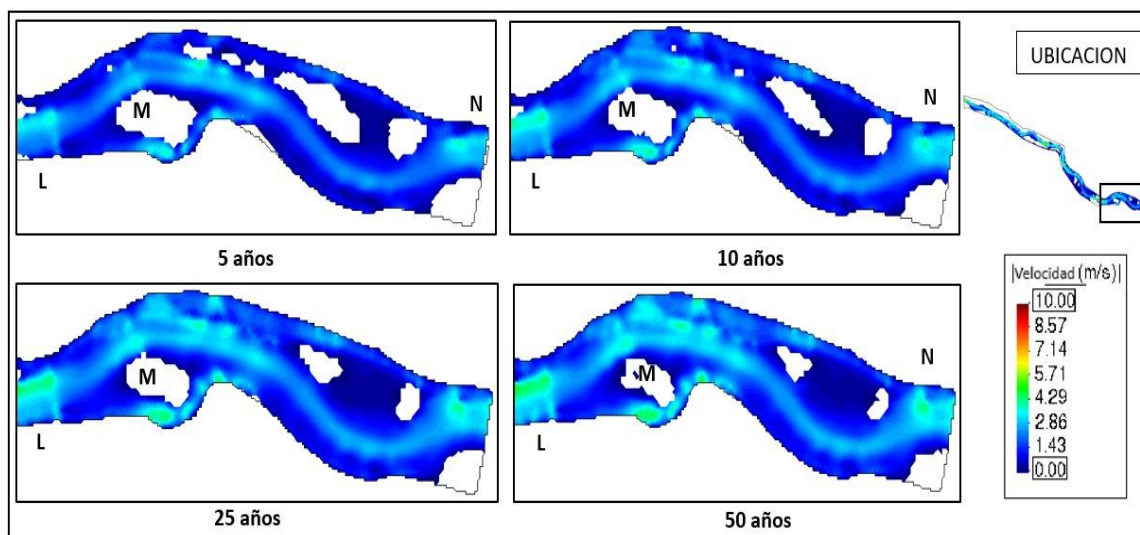 M
N
L
5 años
M
N
L
10 años
UBICACION
|Velocidad (m/s)|
10.00
8.57
7.14
5.71
4.29
2.86
1.43
0.00
M
L
25 años
M
N
L
50 años